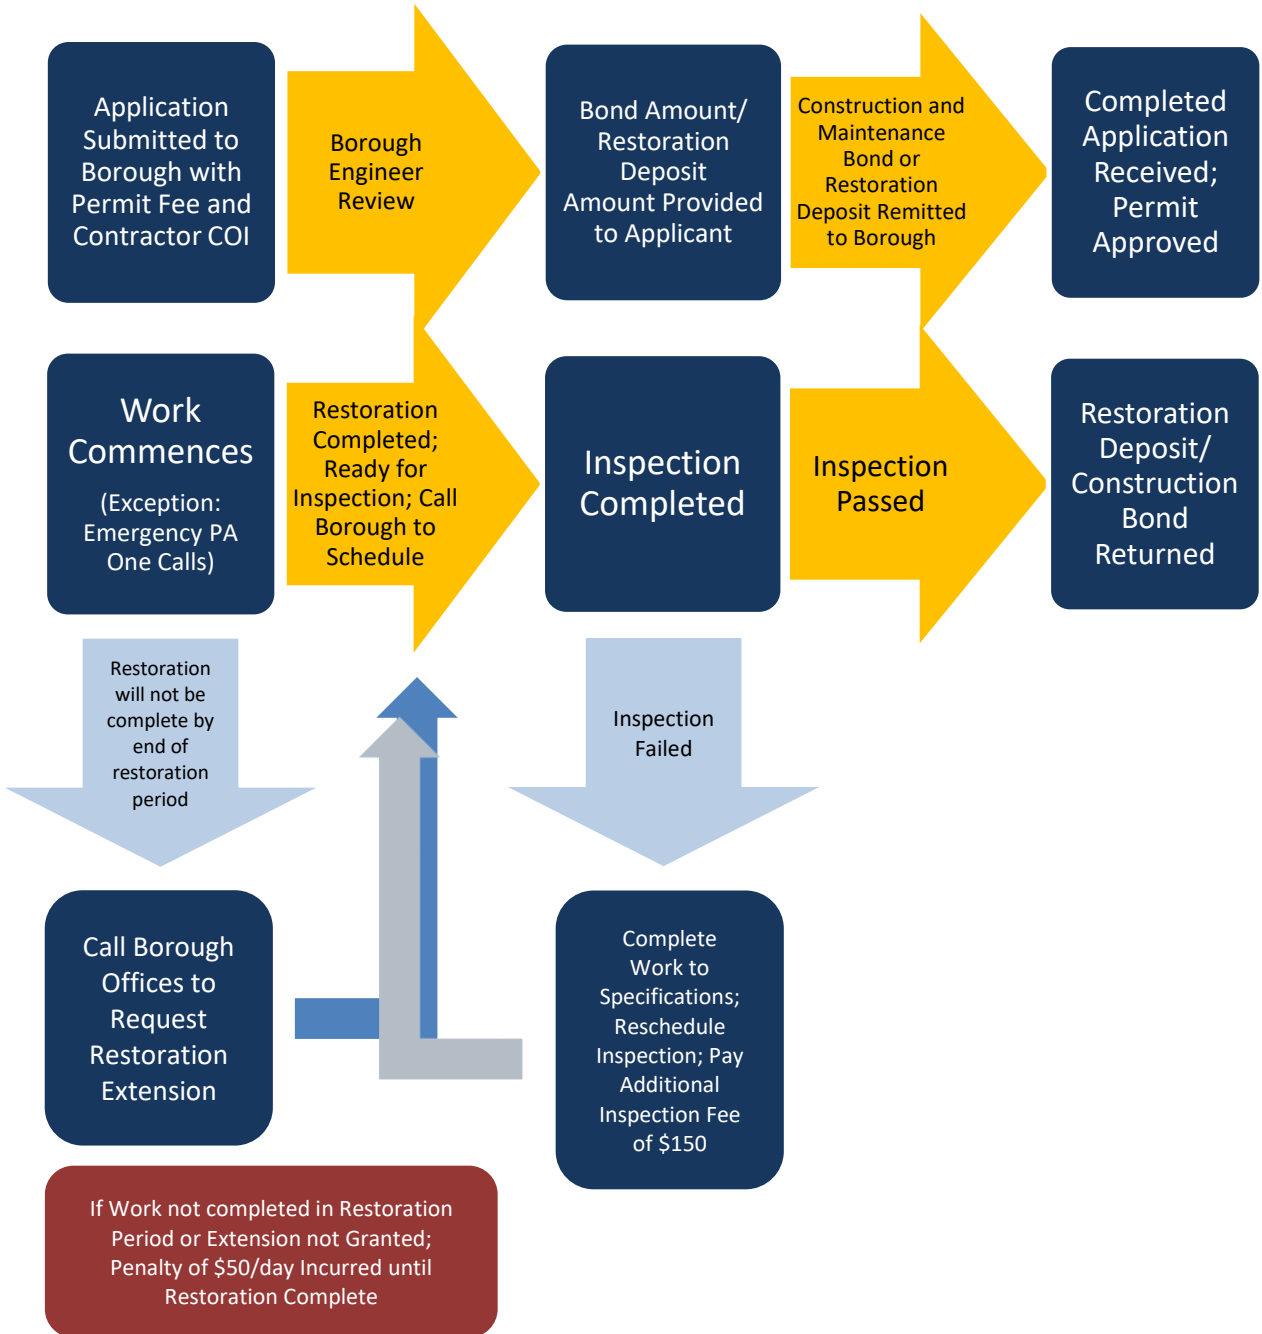 Application
Submitted to
Borough with
Permit Fee and
Contractor COI
Borough
Engineer
Review
Bond Amount/
Restoration
Deposit
Amount Provided
to Applicant
Construction and
Maintenance
Bond or
Restoration
Deposit Remitted
to Borough
Completed
Application
Received;
Permit
Approved
Work
Commences
(Exception:
Emergency PA
One Calls)
Restoration
Completed;
Ready for
Inspection; Call
Borough to
Schedule
Inspection
Completed
Inspection
Passed
Restoration
Deposit/
Construction
Bond
Returned
Restoration
will not be
complete by
end of
restoration
period
Inspection
Failed
Call Borough
Offices to
Request
Restoration
Extension
Complete
Work to
Specifications;
Reschedule
Inspection; Pay
Additional
Inspection Fee
of $150
If Work not completed in Restoration
Period or Extension not Granted;
Penalty of $50/day Incurred until
Restoration Complete